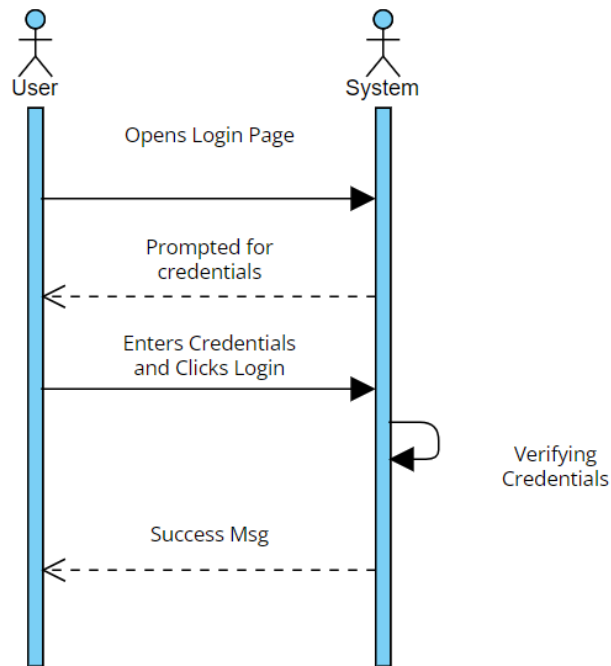 User
System
Opens Login Page
Prompted for
credentials
Enters Credentials
and Clicks Login
Verifying
Credentials
Success Msg